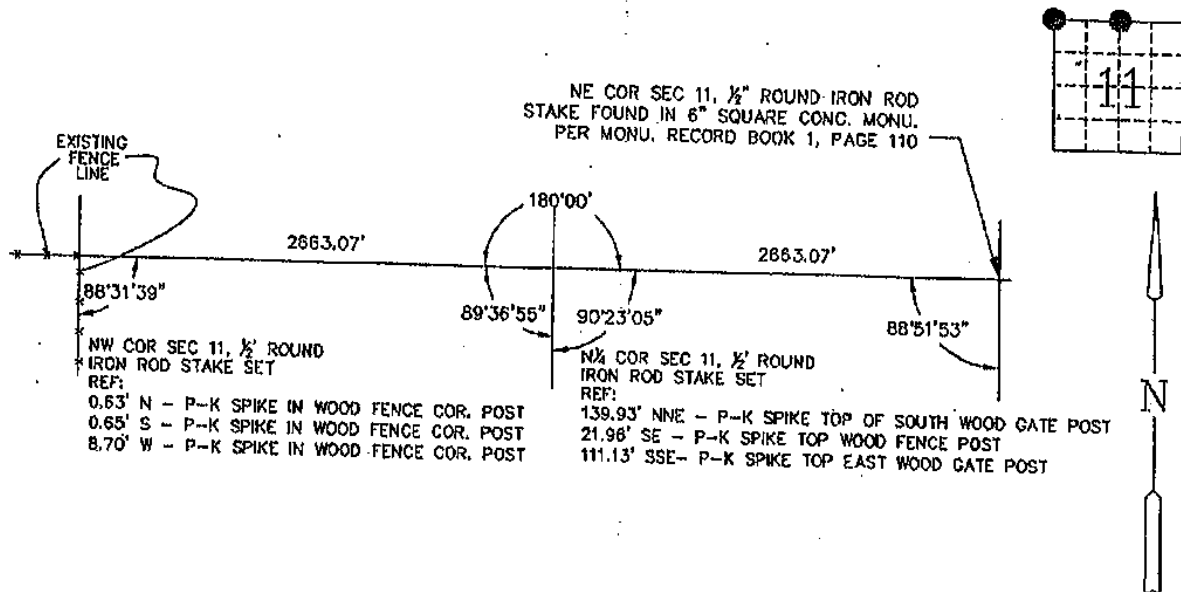 11
NE COR SEC 11, ½" ROUND IRON ROD
STAKE FOUND IN 6" SQUARE CONC. MONU.
PER MONU. RECORD BOOK 1, PAGE 110
EXISTING
FENCE
LINE
180°00'
2663.07'
2663.07'
88°31'39"
89°36'55"
90°23'05"
88°51'53"
NW COR SEC 11, ½' ROUND
IRON ROD STAKE SET
REF:
0.63' N - P-K SPIKE IN WOOD FENCE COR. POST
0.65' S - P-K SPIKE IN WOOD FENCE COR. POST
8.70' W - P-K SPIKE IN WOOD FENCE COR. POST
N¼ COR SEC 11, ½' ROUND
IRON ROD STAKE SET
REF:
139.93' NNE - P-K SPIKE TOP OF SOUTH WOOD GATE POST
21.96' SE - P-K SPIKE TOP WOOD FENCE POST
111.13' SSE- P-K SPIKE TOP EAST WOOD GATE POST
N